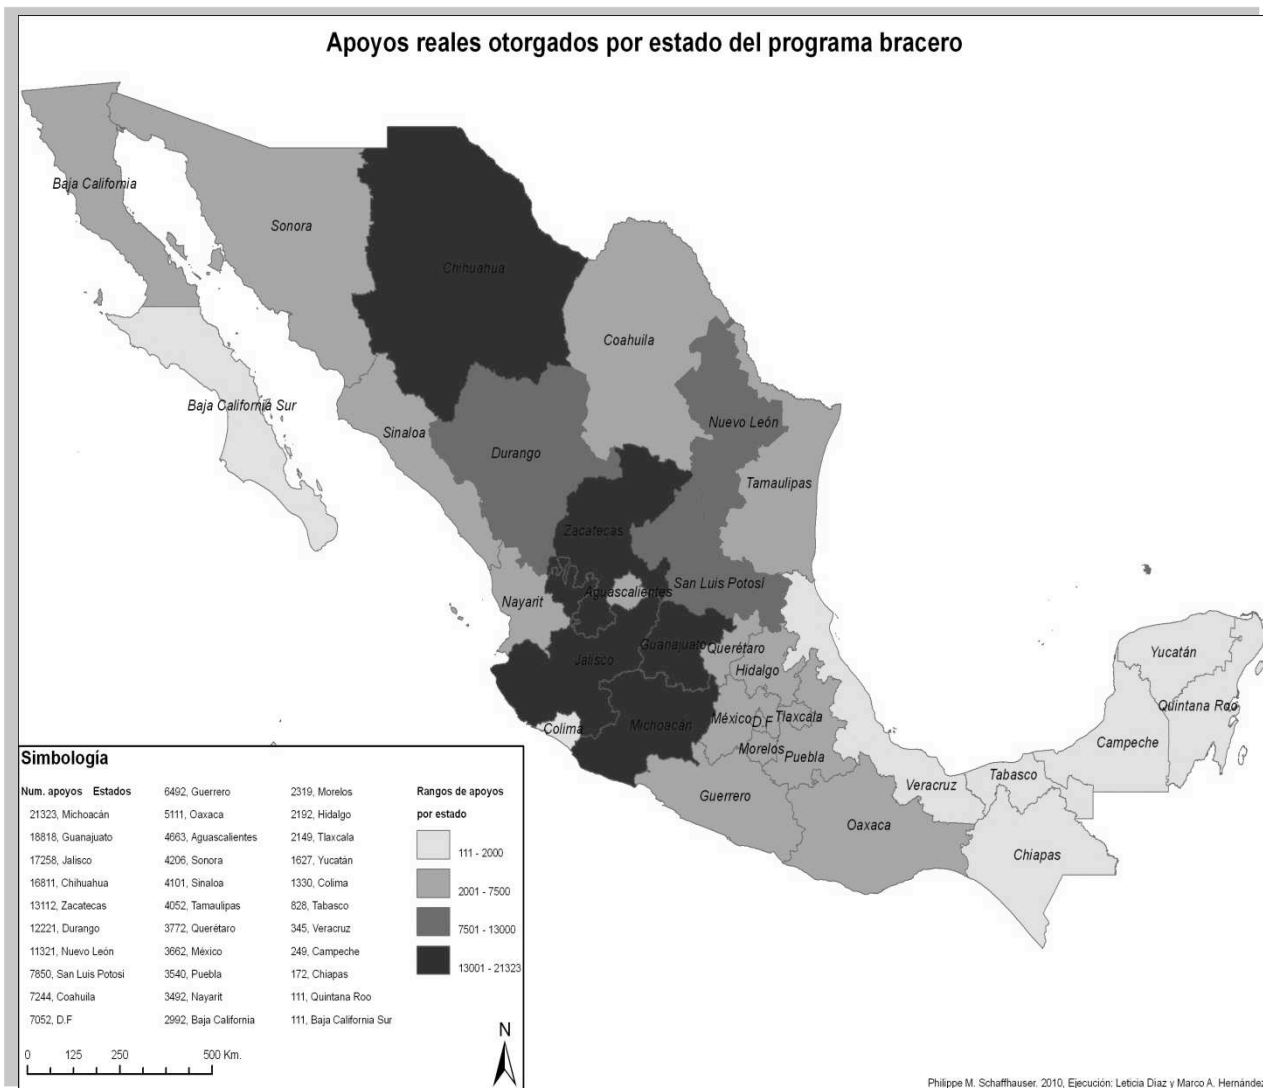 Apoyos reales otorgados por estado del programa bracero
Baja California
Sonora
Chihuahua
Coahuila
Baja California Sur
Sinaloa
Nuevo León
Durango
Tamaulipas
Zacatecas
San Luis Potosí
Aguascalientes
Nayarit
Guanajuato
Querétaro
Jalisco
Hidalgo
Yucatán
Quintana Roo
Colima
Michoacán
México
D.F
Tlaxcala
Campeche
Morelos
Puebla
Tabasco
Veracruz
Guerrero
Oaxaca
Chiapas
Simbología
Num. apoyos Estados
21323, Michoacán
18818, Guanajuato
17258, Jalisco
16811, Chihuahua
13112, Zacatecas
12221, Durango
11321, Nuevo León
7850, San Luis Potosi
7244, Coahuila
7052, D.F
6492, Guerrero
5111, Oaxaca
4663, Aguascalientes
4206, Sonora
4101, Sinaloa
4052, Tamaulipas
3772, Querétaro
3662, México
3540, Puebla
3492, Nayarit
2992, Baja California
2319, Morelos
2192, Hidalgo
2149, Tlaxcala
1627, Yucatán
1330, Colima
828, Tabasco
345, Veracruz
249, Campeche
172, Chiapas
111, Quintana Roo
111, Baja California Sur
Rangos de apoyos
por estado
111 - 2000
2001 - 7500
7501 - 13000
13001 - 21323
0 125 250 500 Km.
N
Philippe M. Schaffhauser. 2010, Ejecución: Leticia Díaz y Marco A. Hernández